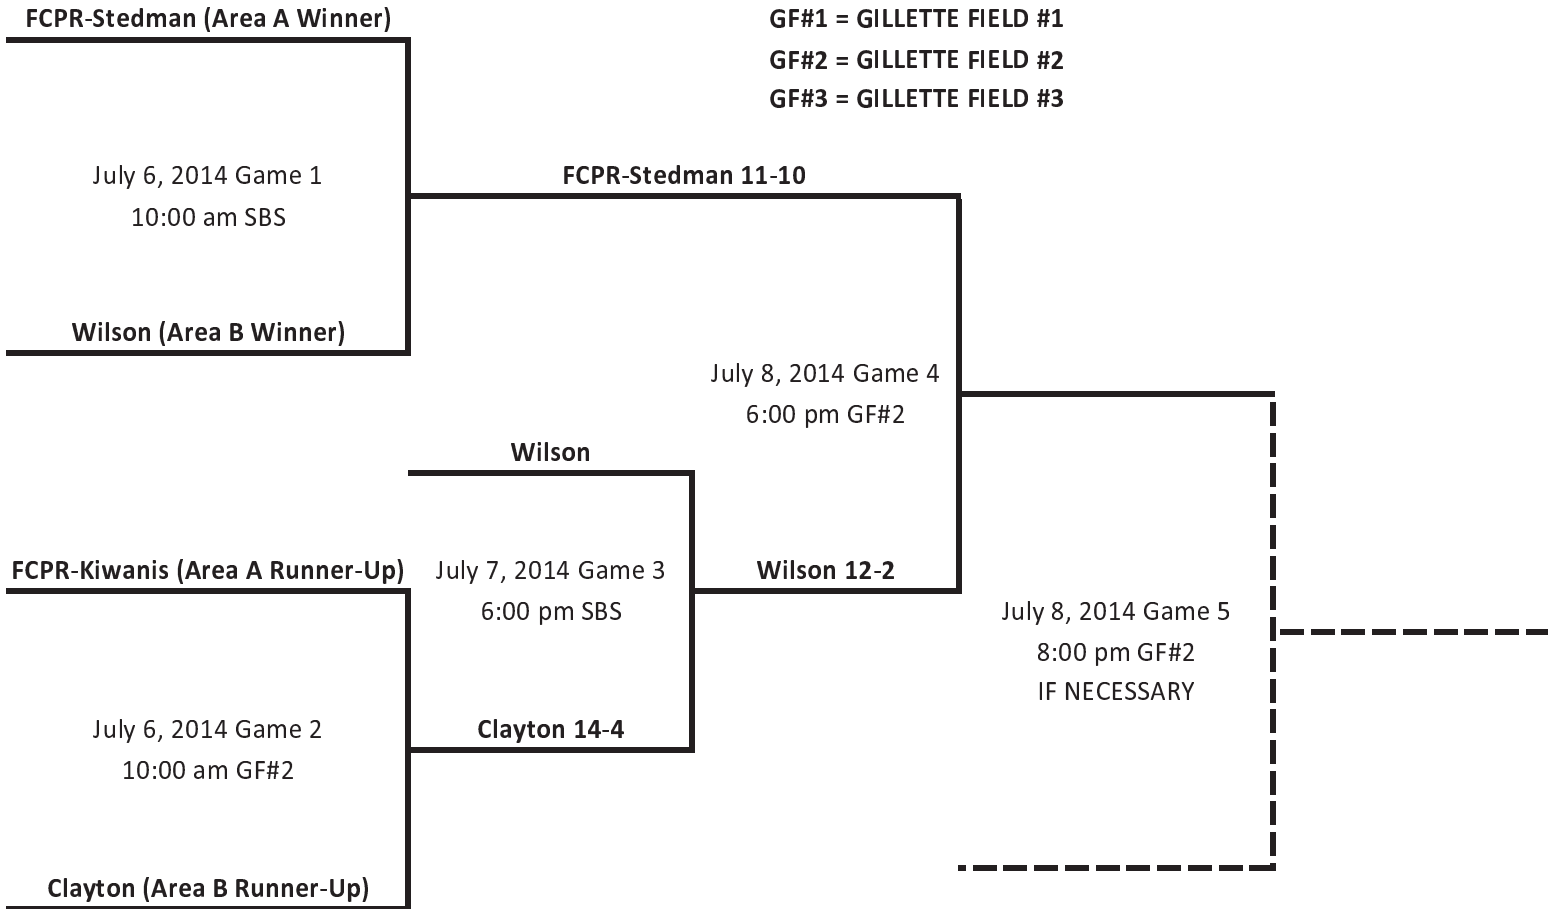 FCPR-Stedman (Area A Winner)
GF#1 = GILLETTE FIELD #1
GF#2 = GILLETTE FIELD #2
GF#3 = GILLETTE FIELD #3
July 6, 2014 Game 1
10:00 am SBS
FCPR-Stedman 11-10
Wilson (Area B Winner)
July 8, 2014 Game 4
6:00 pm GF#2
Wilson
FCPR-Kiwanis (Area A Runner-Up)
July 7, 2014 Game 3
6:00 pm SBS
Wilson 12-2
July 8, 2014 Game 5
8:00 pm GF#2
IF NECESSARY
July 6, 2014 Game 2
10:00 am GF#2
Clayton 14-4
Clayton (Area B Runner-Up)